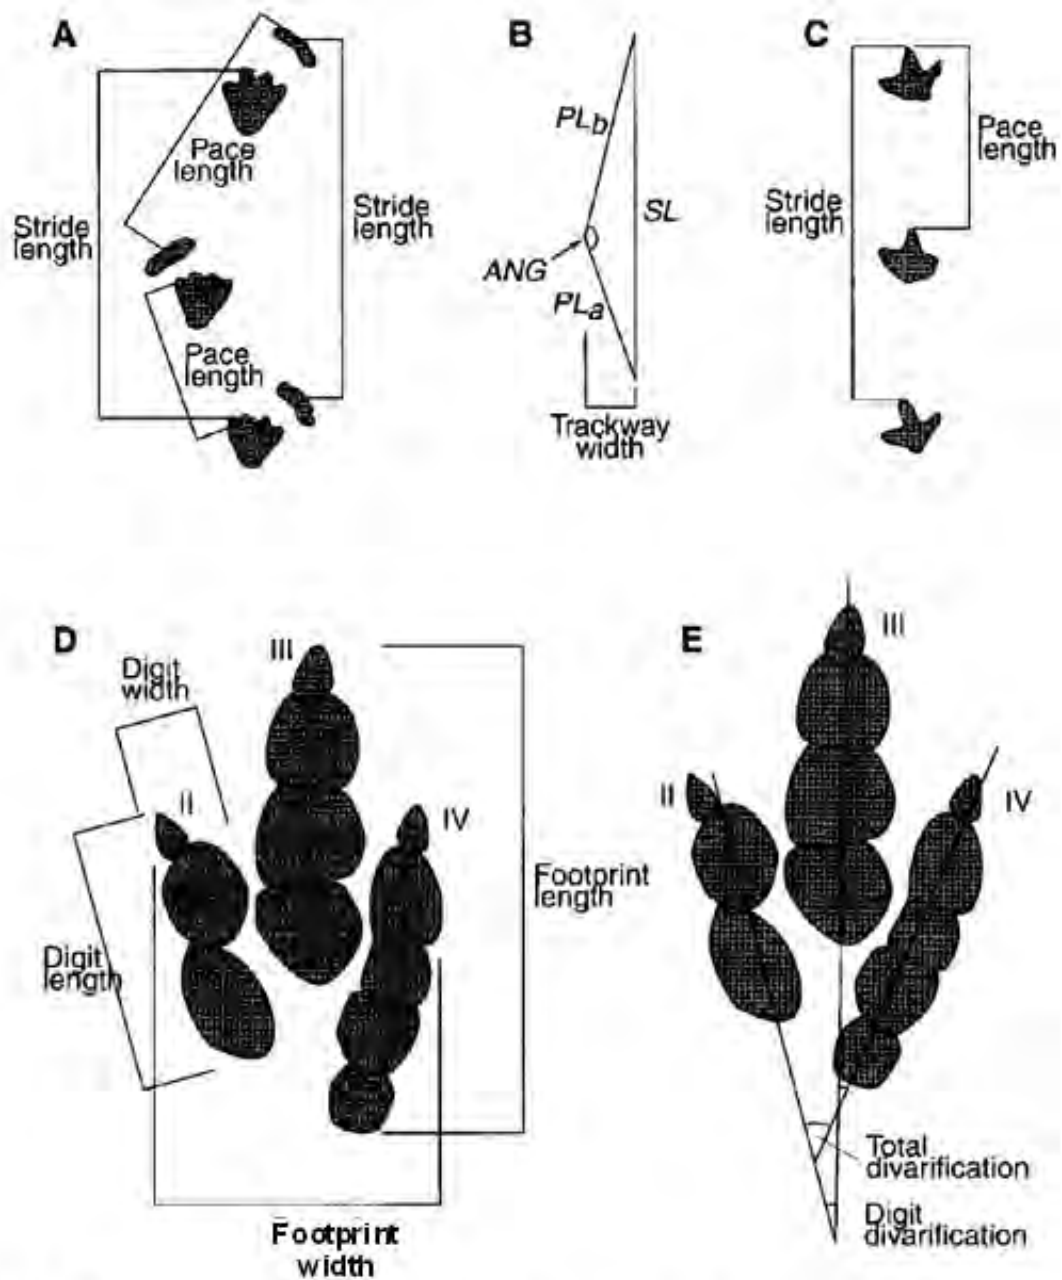 A
Pace
length
Stride
length
Stride
length
Pace
length
B
PLb
SL
ANG
PLa
Trackway
width
C
Pace
length
Stride
length
D
III
Digit
width
II
IV
Footprint
length
Digit
length
Footprint
width
E
III
II
IV
Total
divarification
Digit
divarification